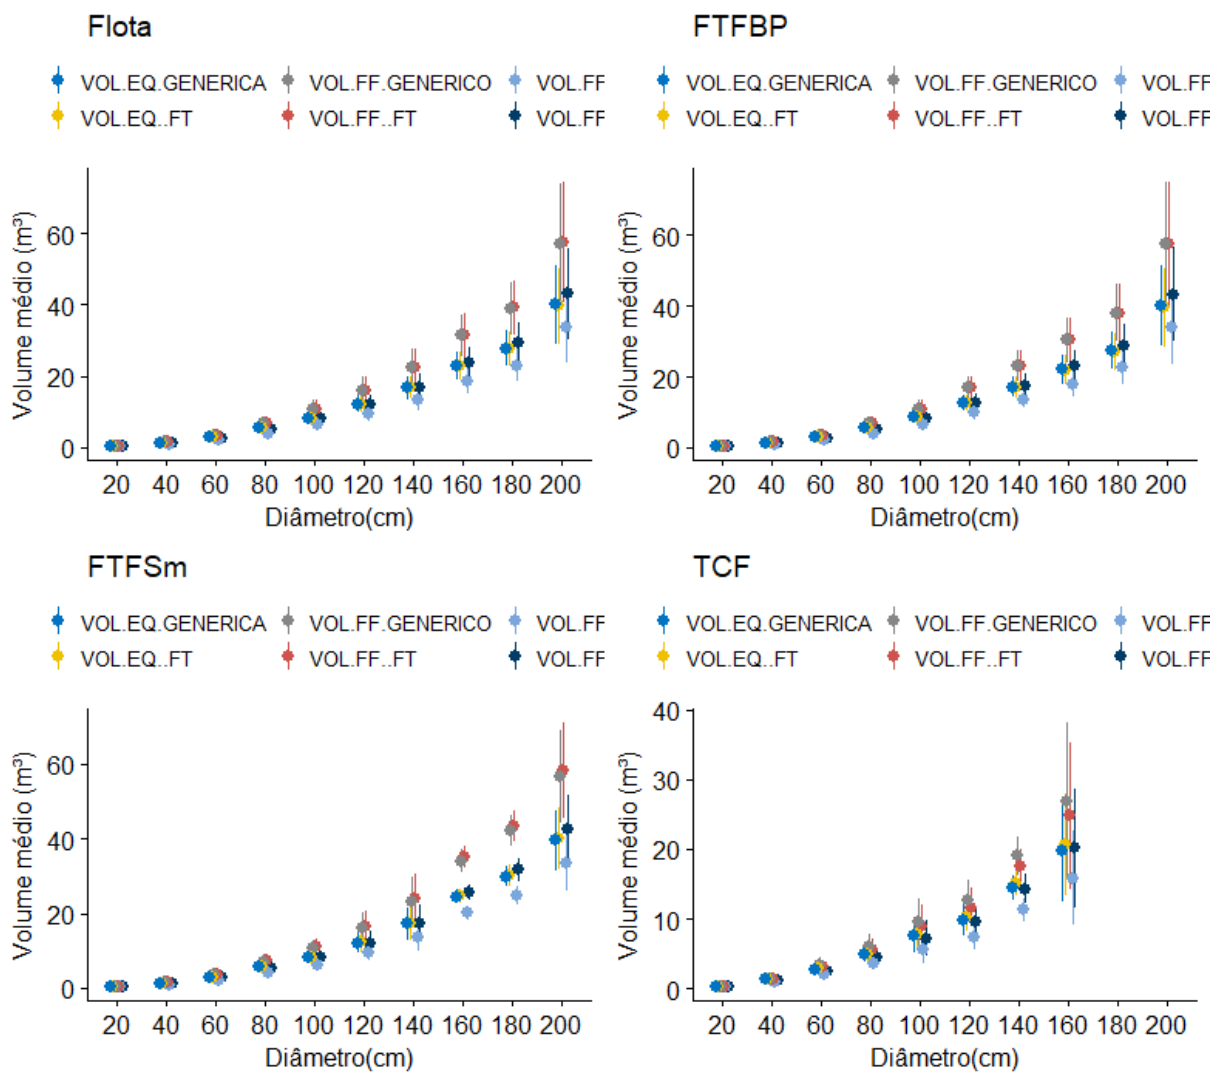 Flota
VOL.EQ.GENERICA VOL.FF.GENERICO VOL.FF
VOL.EQ..FT VOL.FF..FT VOL.FF
Volume médio (m³)
60
40
20
0
20 40 60 80 100 120 140 160 180 200
Diâmetro(cm)
FTFBP
VOL.EQ.GENERICA VOL.FF.GENERICO VOL.FF
VOL.EQ..FT VOL.FF..FT VOL.FF
Volume médio (m³)
60
40
20
0
20 40 60 80 100 120 140 160 180 200
Diâmetro(cm)
FTFSm
VOL.EQ.GENERICA VOL.FF.GENERICO VOL.FF
VOL.EQ..FT VOL.FF..FT VOL.FF
Volume médio (m³)
60
40
20
0
20 40 60 80 100 120 140 160 180 200
Diâmetro(cm)
TCF
VOL.EQ.GENERICA VOL.FF.GENERICO VOL.FF
VOL.EQ..FT VOL.FF..FT VOL.FF
Volume médio (m³)
40
30
20
10
0
20 40 60 80 100 120 140 160 180 200
Diâmetro(cm)